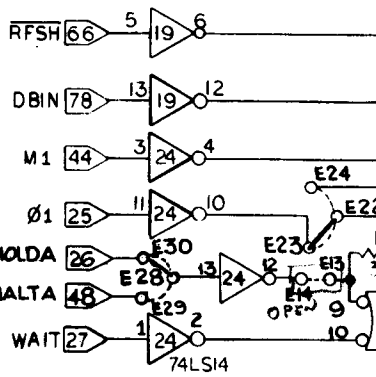 RFSH 66 5 19 6
DBIN 78 13 19 12
M1 44 3 24 4
E24
Ø1 25 11 24 10 E22
E23
HOLDA 26 E30
E28 13 24 12 E14 E13
HALTA 48 E29 9
WAIT 27 1 24 2 10
74LS14